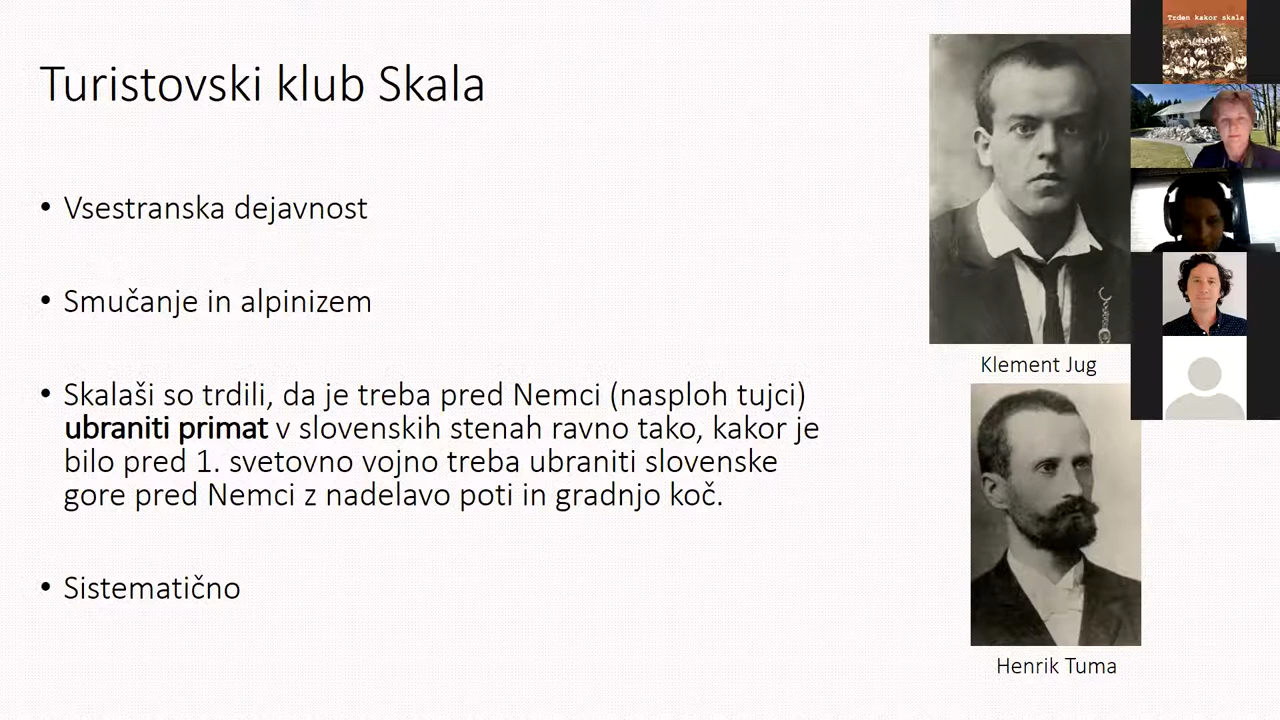 Turistovski klub Skala
• Vsestranska dejavnost
• Smučanje in alpinizem
• Skalaši so trdili, da je treba pred Nemci (nasploh tujci)
ubraniti primat v slovenskih stenah ravno tako, kakor je
bilo pred 1. svetovno vojno treba ubraniti slovenske
gore pred Nemci z nadelavo poti in gradnjo koč.
• Sistematično
Klement Jug
Henrik Tuma
Trden kakor skala